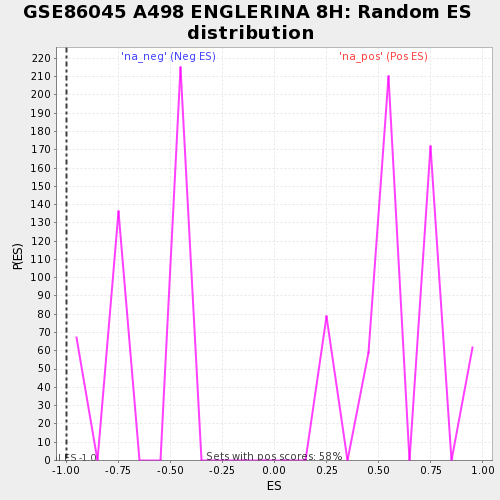 GSE86045 A498 ENGLERINA 8H: Random ES
distribution
'na_neg' (Neg ES)
'na_pos' (Pos ES)
220
210
200
190
180
170
160
150
140
130
120
110
100
90
80
70
60
50
40
30
20
10
0
P(ES)
Sets with pos scores: 58%
-1.00 -0.75 -0.50 -0.25 0.00 0.25 0.50 0.75 1.00
ES